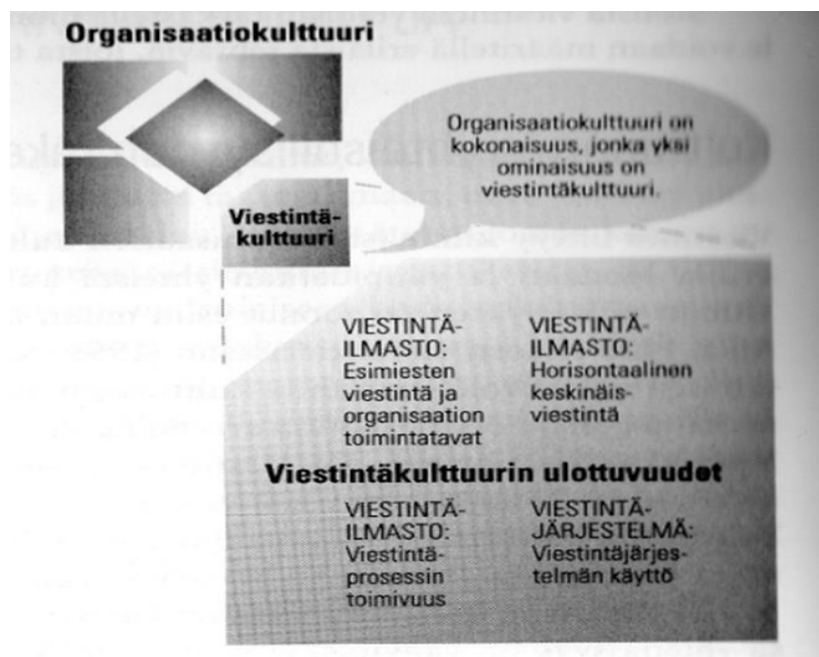 Organisaatiokulttuuri
Organisaatiokulttuuri on
kokonaisuus, jonka yksi
ominaisuus on
viestintäkulttuuri.
Viestintä-
kulttuuri
VIESTINTÄ-
ILMASTO:
Esimiesten
viestintä ja
organisaation
toimintatavat
VIESTINTÄ-
ILMASTO:
Horisontaalinen
keskinäis-
viestintä
Viestintäkulttuurin ulottuvuudet
VIESTINTÄ-
ILMASTO:
Viestintä-
prosessin
toimivuus
VIESTINTÄ-
JÄRJESTELMÄ:
Viestintäjärjes-
telmän käyttö